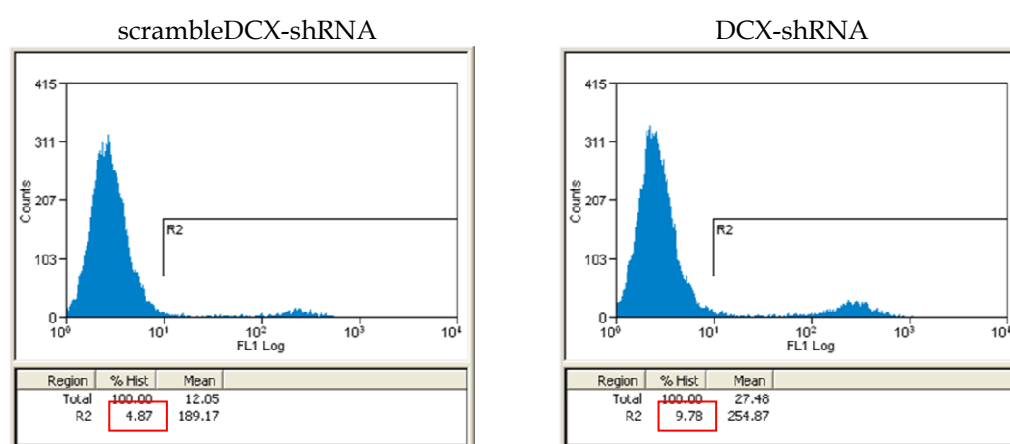 scrambleDCX-shRNA
415
311
207
103
0
Counts
R2
10⁰ 10¹ 10² 10³ 10⁴
FL1 Log
Region % Hist Mean
Total 100.00 12.05
R2 4.87 189.17
DCX-shRNA
415
311
207
103
0
Counts
R2
10⁰ 10¹ 10² 10³ 10⁴
FL1 Log
Region % Hist Mean
Total 100.00 27.48
R2 9.78 254.87